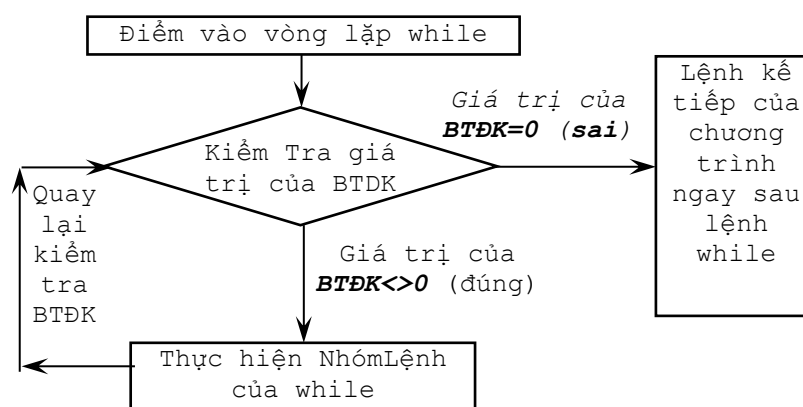 Điểm vào vòng lặp while
Giá trị của
BTĐK=0 (sai)
Lệnh kế
tiếp của
chương
trình
ngay sau
lệnh
while
Kiểm Tra giá
trị của BTDK
Quay
lại
kiểm
tra
BTĐK
Giá trị của
BTĐK<>0 (đúng)
Thực hiện NhómLệnh
của while